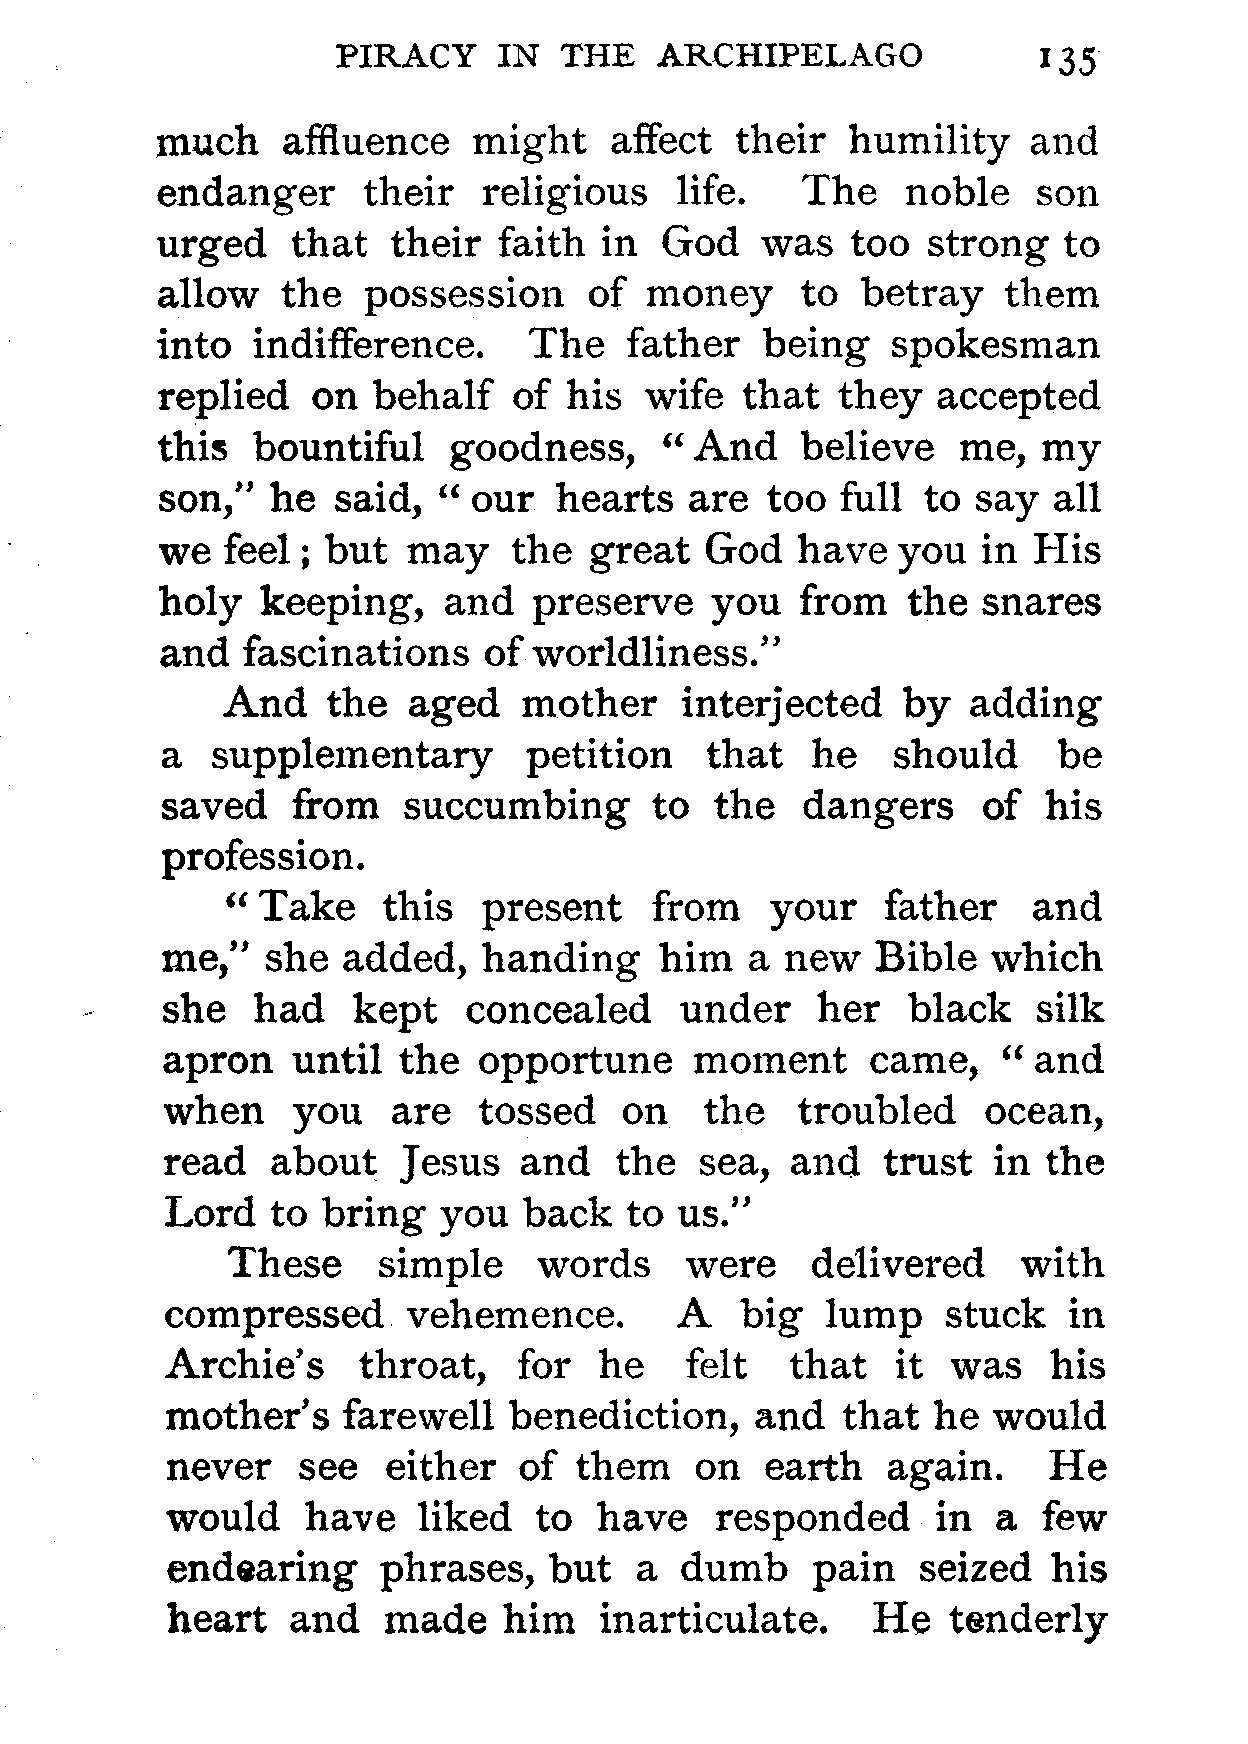 PIRACY IN THE ARCHIPELAGO 135
much affluence might affect their humility and
endanger their religious life. The noble son
urged that their faith in God was too strong to
allow the possession of money to betray them
into indifference. The father being spokesman
replied on behalf of his wife that they accepted
this bountiful goodness, “ And believe me, my
son,” he said, “ our hearts are too full to say all
we feel ; but may the great God have you in His
holy keeping, and preserve you from the snares
and fascinations of worldliness.”
And the aged mother interjected by adding
a supplementary petition that he should be
saved from succumbing to the dangers of his
profession.
“ Take this present from your father and
me,” she added, handing him a new Bible which
she had kept concealed under her black silk
apron until the opportune moment came, “ and
when you are tossed on the troubled ocean,
read about Jesus and the sea, and trust in the
Lord to bring you back to us.”
These simple words were delivered with
compressed vehemence. A big lump stuck in
Archie’s throat, for he felt that it was his
mother’s farewell benediction, and that he would
never see either of them on earth again. He
would have liked to have responded in a few
endearing phrases, but a dumb pain seized his
heart and made him inarticulate. He tenderly